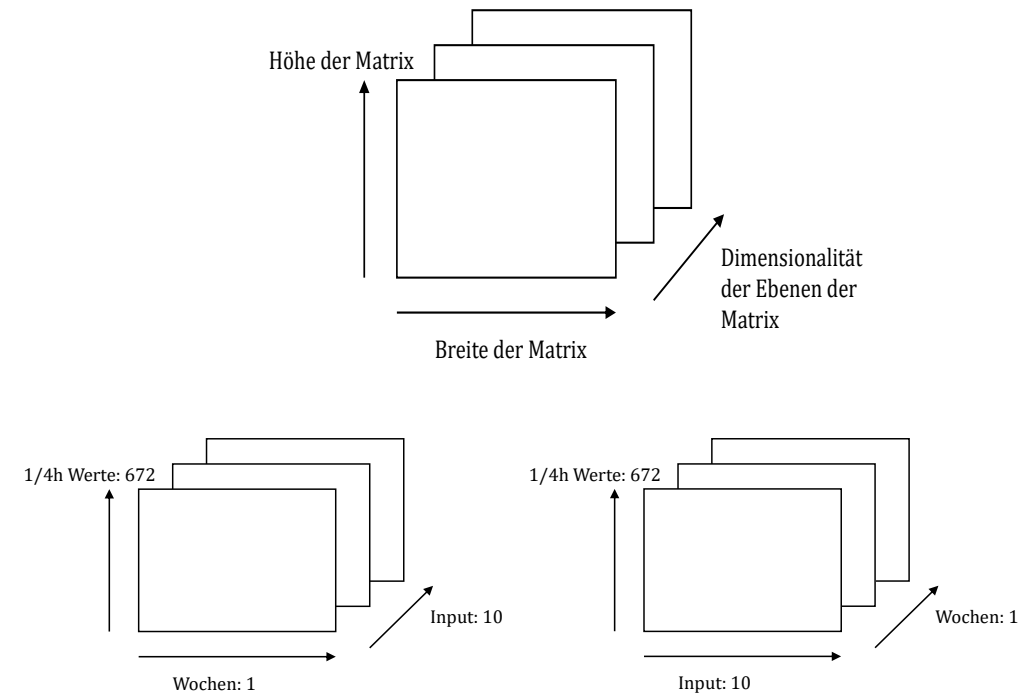 Höhe der Matrix
Dimensionalität
der Ebenen der
Matrix
Breite der Matrix
1/4h Werte: 672
Input: 10
Wochen: 1
1/4h Werte: 672
Wochen: 1
Input: 10